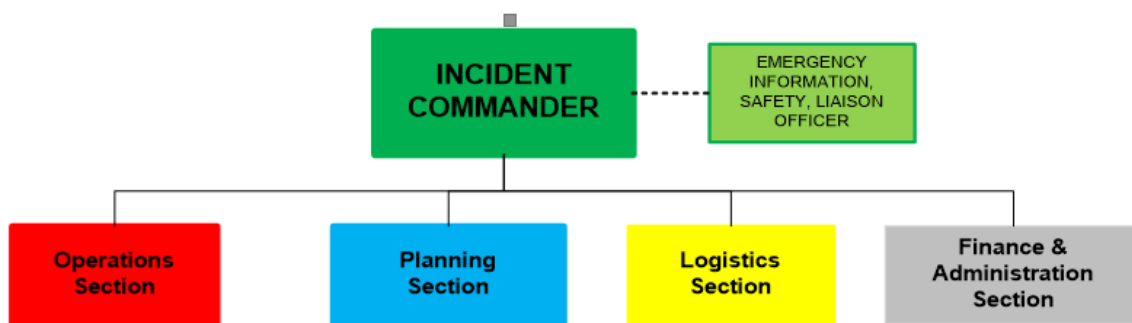 INCIDENT
COMMANDER
EMERGENCY
INFORMATION,
SAFETY, LIAISON
OFFICER
Operations
Section
Planning
Section
Logistics
Section
Finance &
Administration
Section